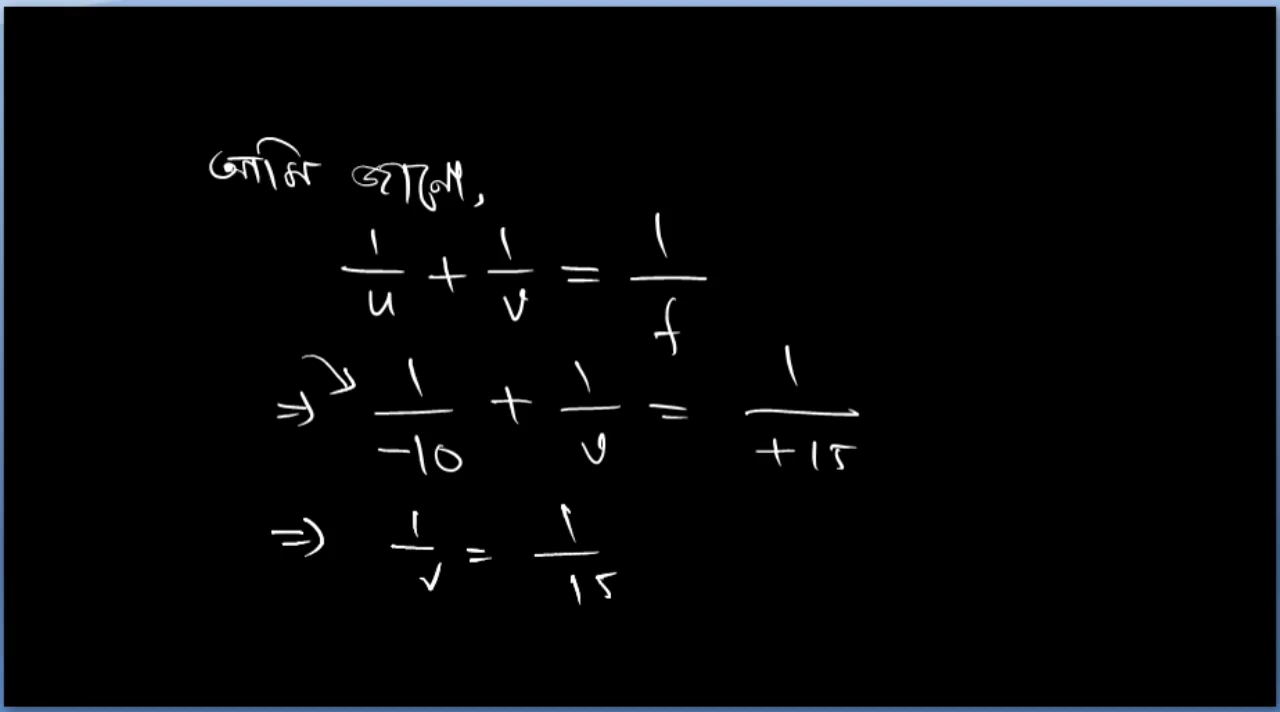 আমি জানো,
1/u + 1/v = 1/f
⇒ 1/-10 + 1/v = 1/+15
⇒ 1/v = 1/15